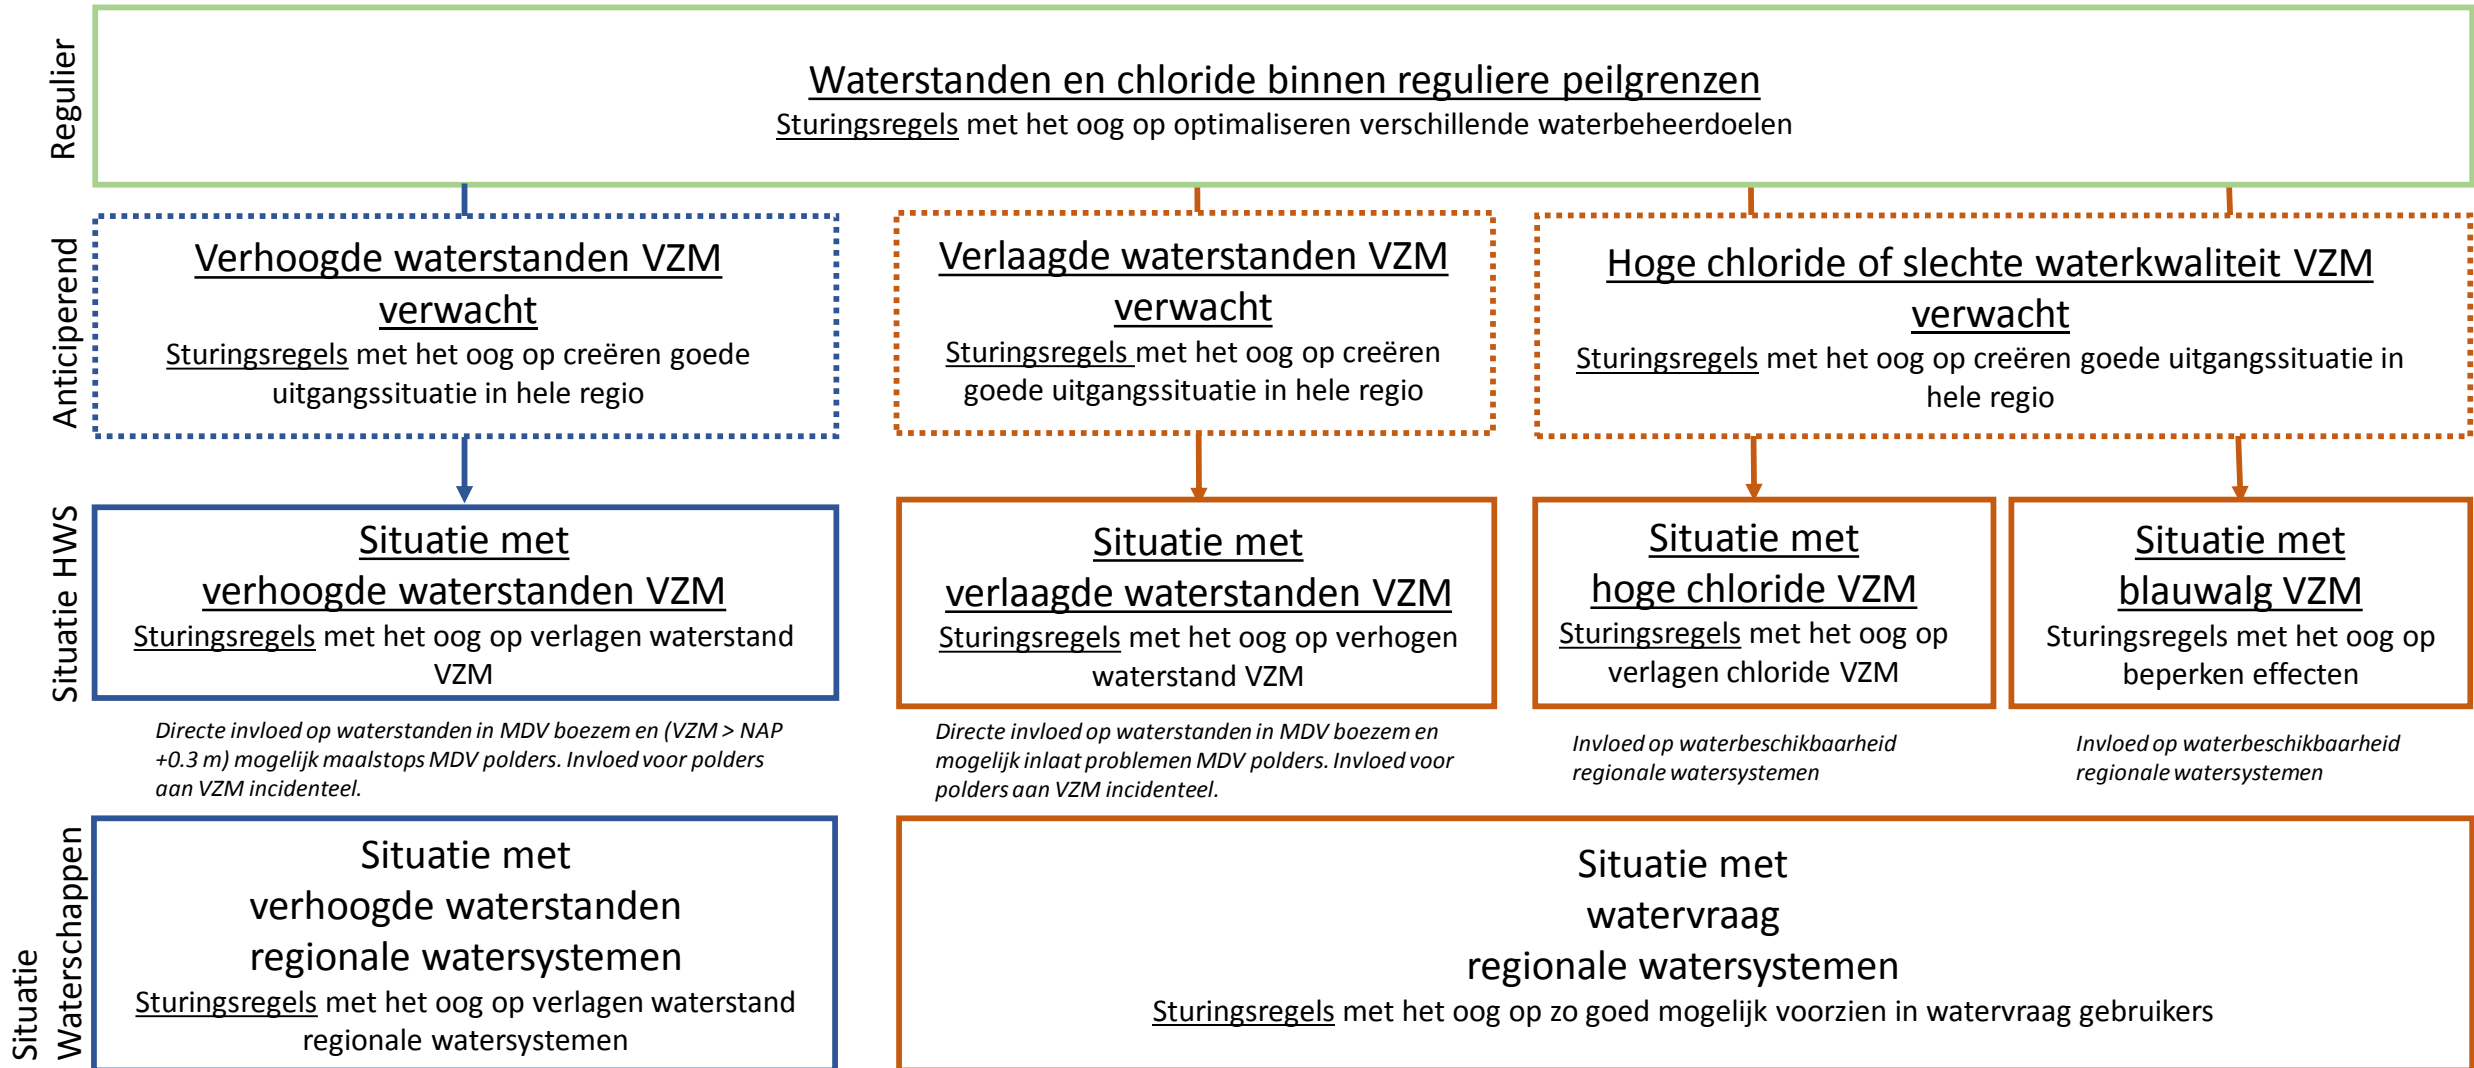 Regulier
Waterstanden en chloride binnen reguliere peilgrenzen
Sturingsregels met het oog op optimaliseren verschillende waterbeheerdoelen
Anticiperend
Verhoogde waterstanden VZM
verwacht
Sturingsregels met het oog op creëren goede
uitgangssituatie in hele regio
Verlaagde waterstanden VZM
verwacht
Sturingsregels met het oog op creëren
goede uitgangssituatie in hele regio
Hoge chloride of slechte waterkwaliteit VZM
verwacht
Sturingsregels met het oog op creëren goede uitgangssituatie in
hele regio
Situatie HWS
Situatie met
verhoogde waterstanden VZM
Sturingsregels met het oog op verlagen waterstand
VZM
Situatie met
verlaagde waterstanden VZM
Sturingsregels met het oog op verhogen
waterstand VZM
Situatie met
hoge chloride VZM
Sturingsregels met het oog op
verlagen chloride VZM
Situatie met
blauwalg VZM
Sturingsregels met het oog op
beperken effecten
Directe invloed op waterstanden in MDV boezem en (VZM > NAP
+0.3 m) mogelijk maalstops MDV polders. Invloed voor polders
aan VZM incidenteel.
Directe invloed op waterstanden in MDV boezem en
mogelijk inlaat problemen MDV polders. Invloed voor
polders aan VZM incidenteel.
Invloed op waterbeschikbaarheid
regionale watersystemen
Invloed op waterbeschikbaarheid
regionale watersystemen
Situatie
Waterschappen
Situatie met
verhoogde waterstanden
regionale watersystemen
Sturingsregels met het oog op verlagen waterstand
regionale watersystemen
Situatie met
watervraag
regionale watersystemen
Sturingsregels met het oog op zo goed mogelijk voorzien in watervraag gebruikers